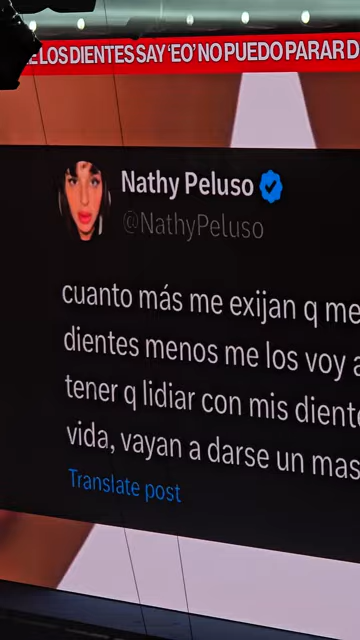 LOS DIENTES SAY 'EO' NO PUEDO PARAR D
Nathy Peluso
@NathyPeluso
cuanto más me exijan q me
dientes menos me los voy a
tener q lidiar con mis diente
vida, vayan a darse un mas
Translate post